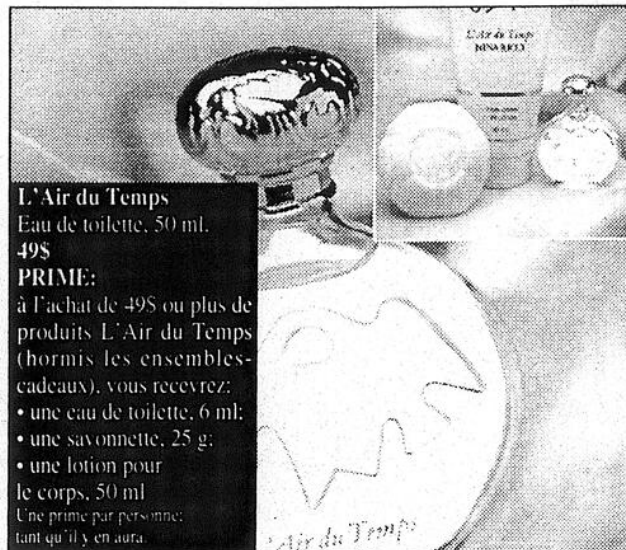 L'Air du Temps
NINA RICCI
L'Air du Temps
Eau de toilette, 50 ml.
49$
PRIME:
à l'achat de 49$ ou plus de
produits L'Air du Temps
(hormis les ensembles-
cadeaux), vous recevrez:
• une eau de toilette, 6 ml;
• une savonnette, 25 g;
• une lotion pour
le corps, 50 ml
Une prime par personne;
tant qu'il y en aura.
L'Air du Temps